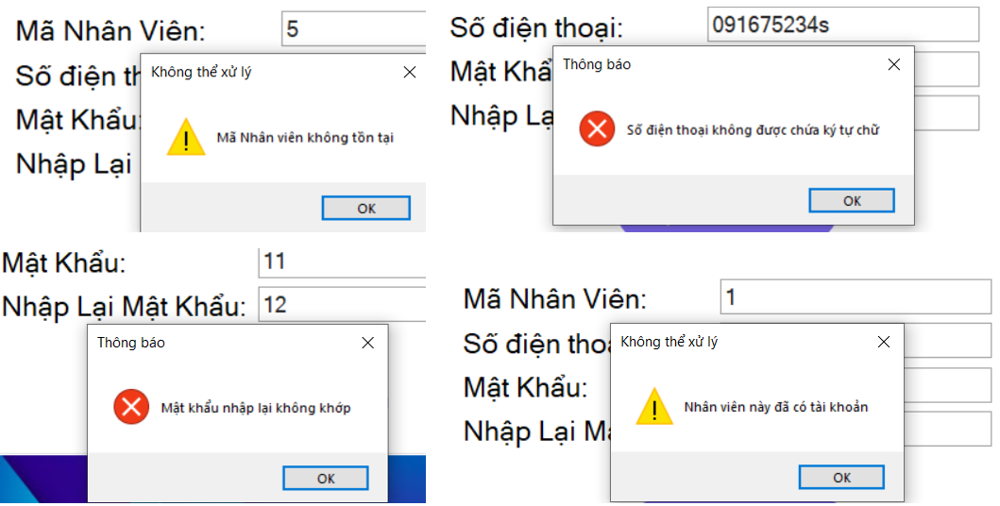 Mã Nhân Viên: 5
Số điện th
Mật Khẩu:
Nhập Lại
Không thể xử lý
Mã Nhân viên không tồn tại
OK
Số điện thoại: 091675234s
Mật Khẩ
Nhập Lạ
Thông báo
Số điện thoại không được chứa ký tự chữ
OK
Mật Khẩu: 11
Nhập Lại Mật Khẩu: 12
Thông báo
Mật khẩu nhập lại không khớp
OK
Mã Nhân Viên: 1
Số điện thoạ
Mật Khẩu:
Nhập Lại Mậ
Không thể xử lý
Nhân viên này đã có tài khoản
OK